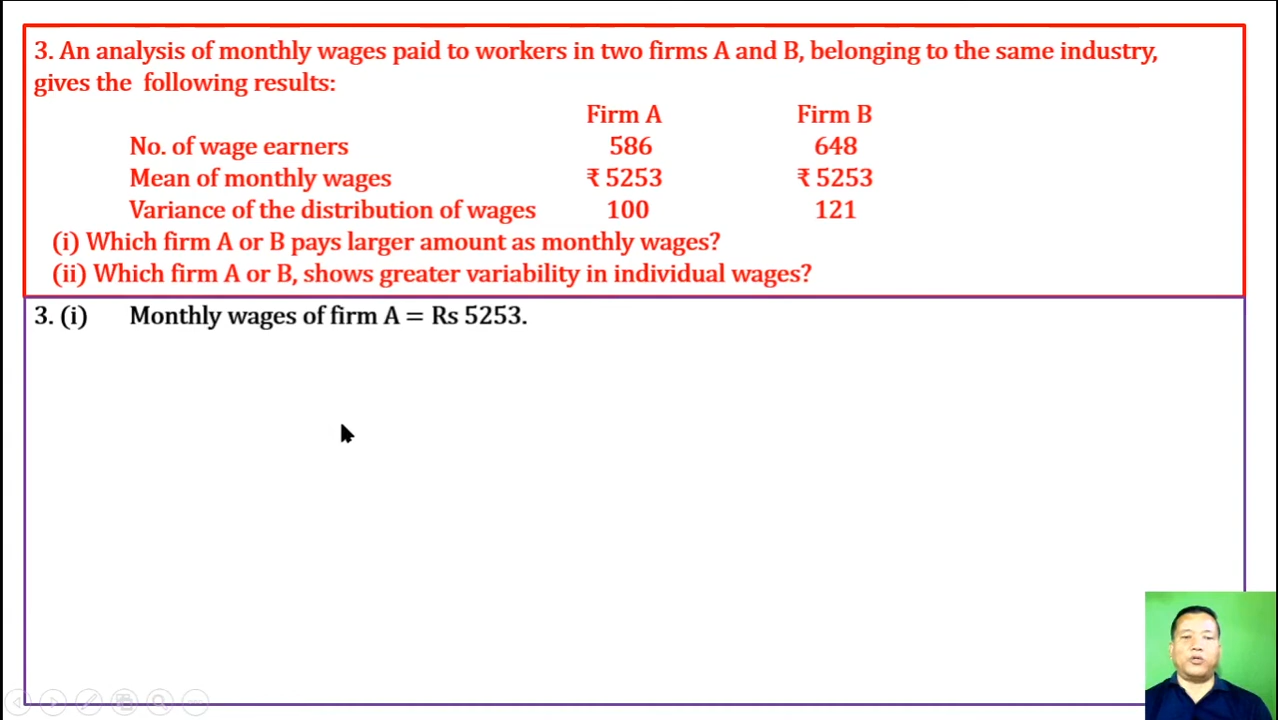 3. An analysis of monthly wages paid to workers in two firms A and B, belonging to the same industry,
gives the following results:
Firm A Firm B
No. of wage earners 586 648
Mean of monthly wages ₹ 5253 ₹ 5253
Variance of the distribution of wages 100 121
(i) Which firm A or B pays larger amount as monthly wages?
(ii) Which firm A or B, shows greater variability in individual wages?
3. (i) Monthly wages of firm A = Rs 5253.